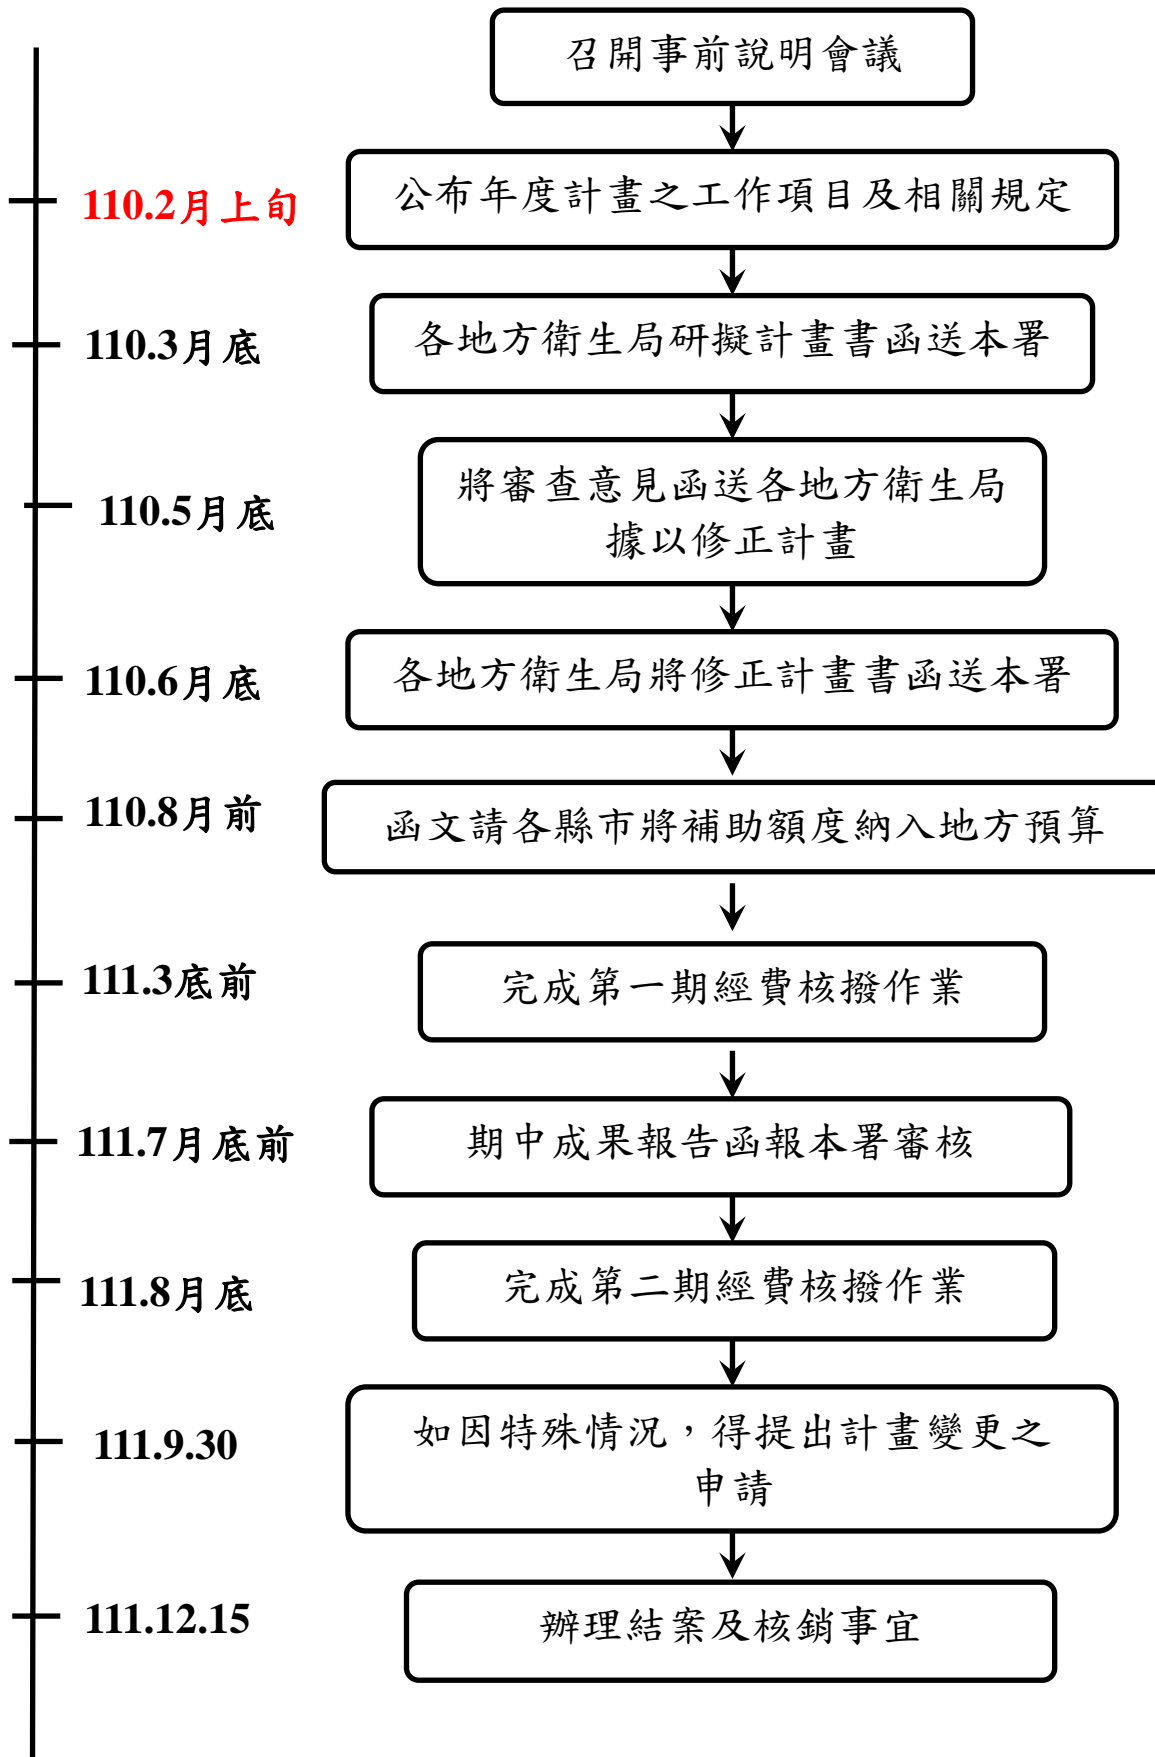 召開事前說明會議
110.2月上旬
公布年度計畫之工作項目及相關規定
110.3月底
各地方衛生局研擬計畫書函送本署
110.5月底
將審查意見函送各地方衛生局
據以修正計畫
110.6月底
各地方衛生局將修正計畫書函送本署
110.8月前
函文請各縣市將補助額度納入地方預算
111.3底前
完成第一期經費核撥作業
111.7月底前
期中成果報告函報本署審核
111.8月底
完成第二期經費核撥作業
111.9.30
如因特殊情況，得提出計畫變更之
申請
111.12.15
辦理結案及核銷事宜